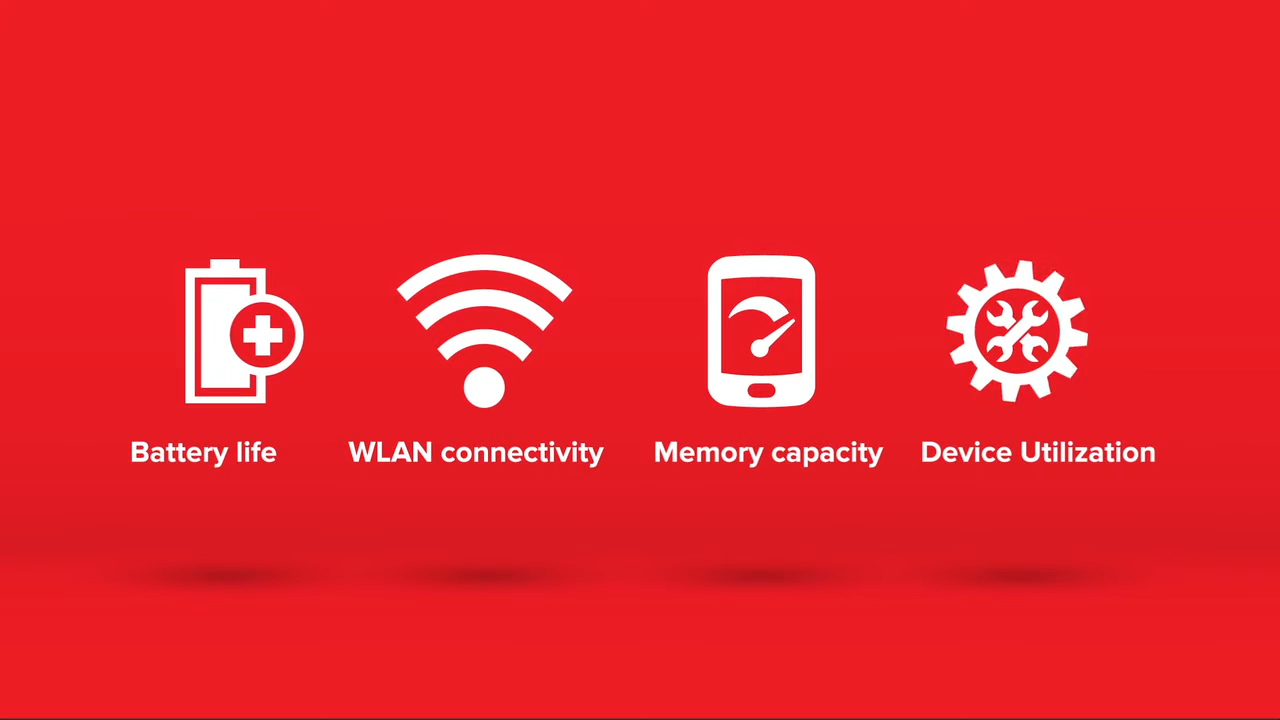 Battery life
WLAN connectivity
Memory capacity
Device Utilization